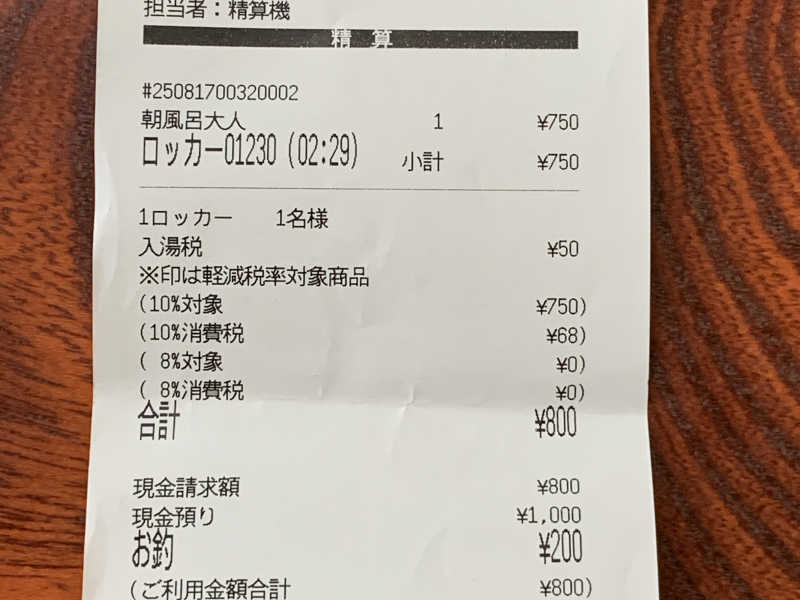 担当者：精算機
精 算
#25081700320002
朝風呂大人 1 ¥750
ロッカー01230 (02:29) 小計 ¥750
1ロッカー 1名様
入湯税 ¥50
※印は軽減税率対象商品
(10%対象 ¥750)
(10%消費税 ¥68)
( 8%対象 ¥0)
( 8%消費税 ¥0)
合計 ¥800
現金請求額 ¥800
現金預り ¥1,000
お釣 ¥200
(ご利用金額合計 ¥800)